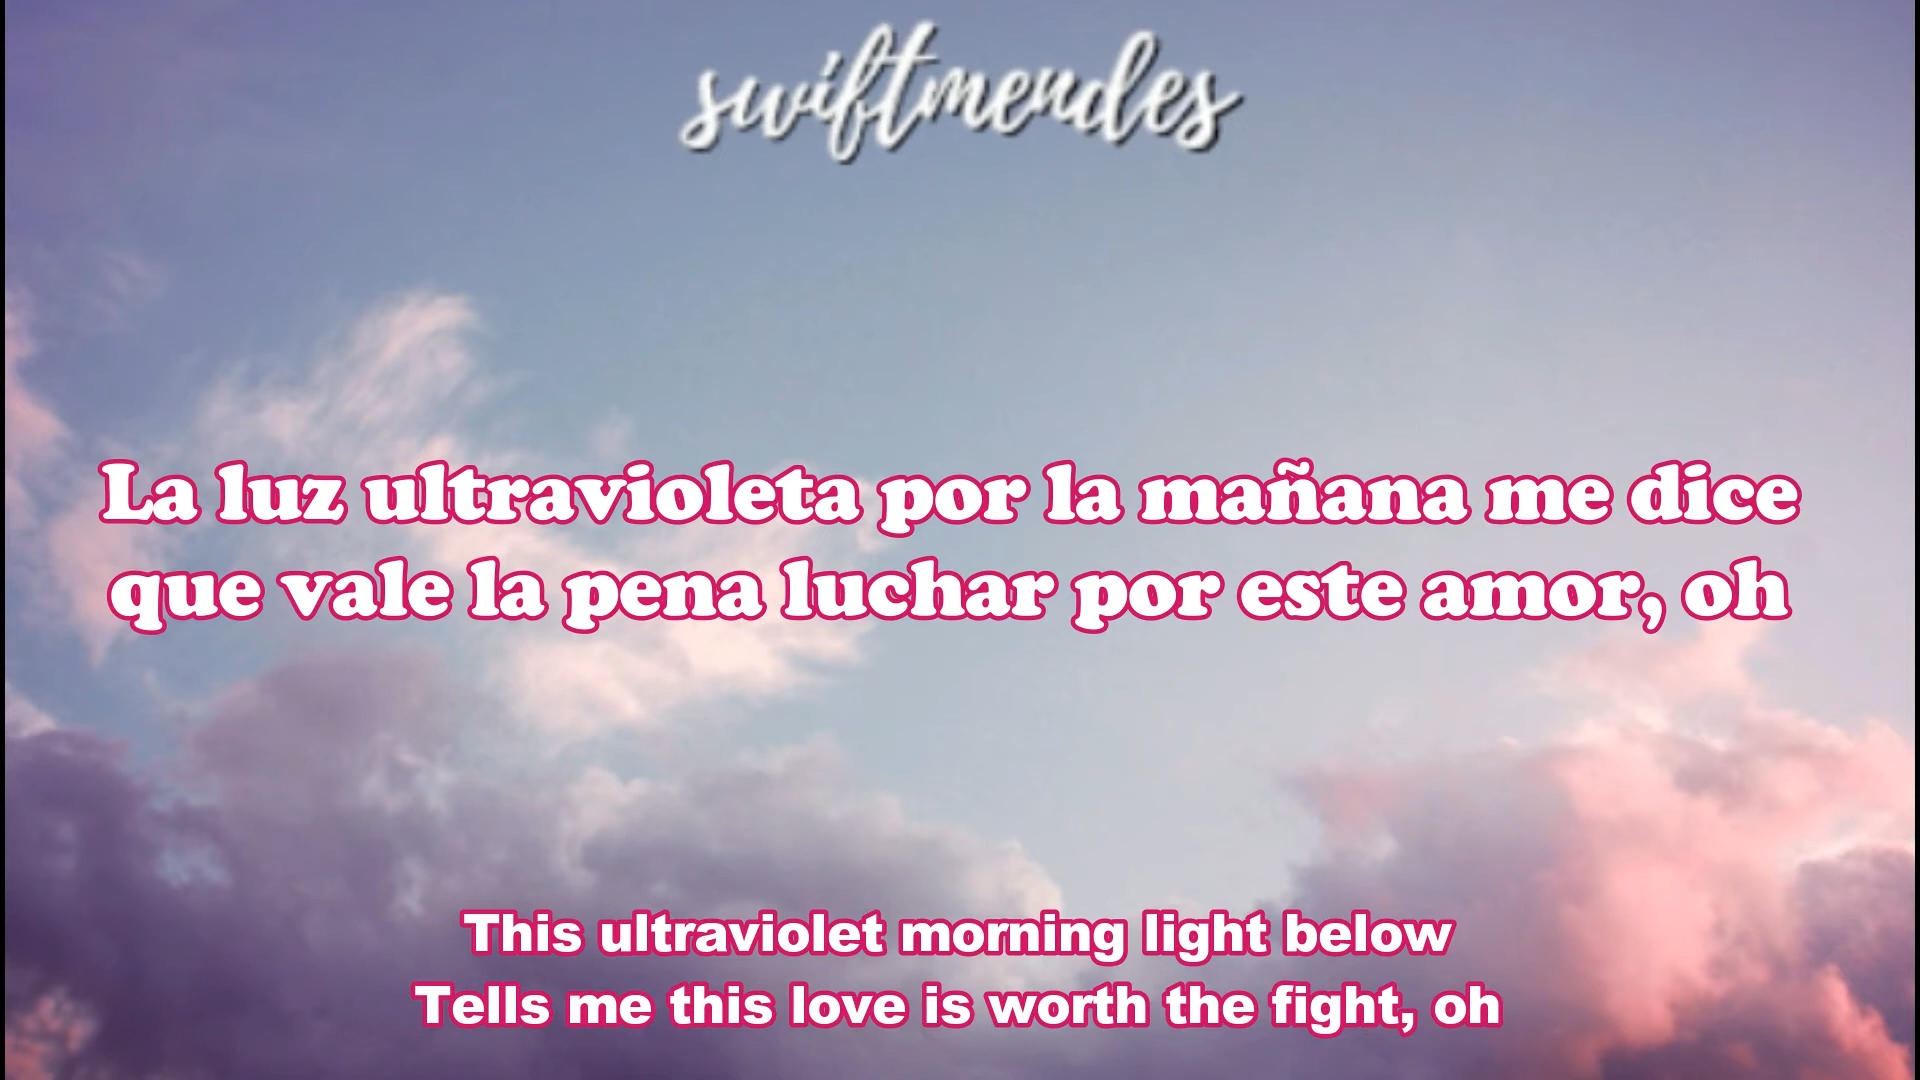 swiftmendes
La luz ultravioleta por la mañana me dice
que vale la pena luchar por este amor, oh
This ultraviolet morning light below
Tells me this love is worth the fight, oh